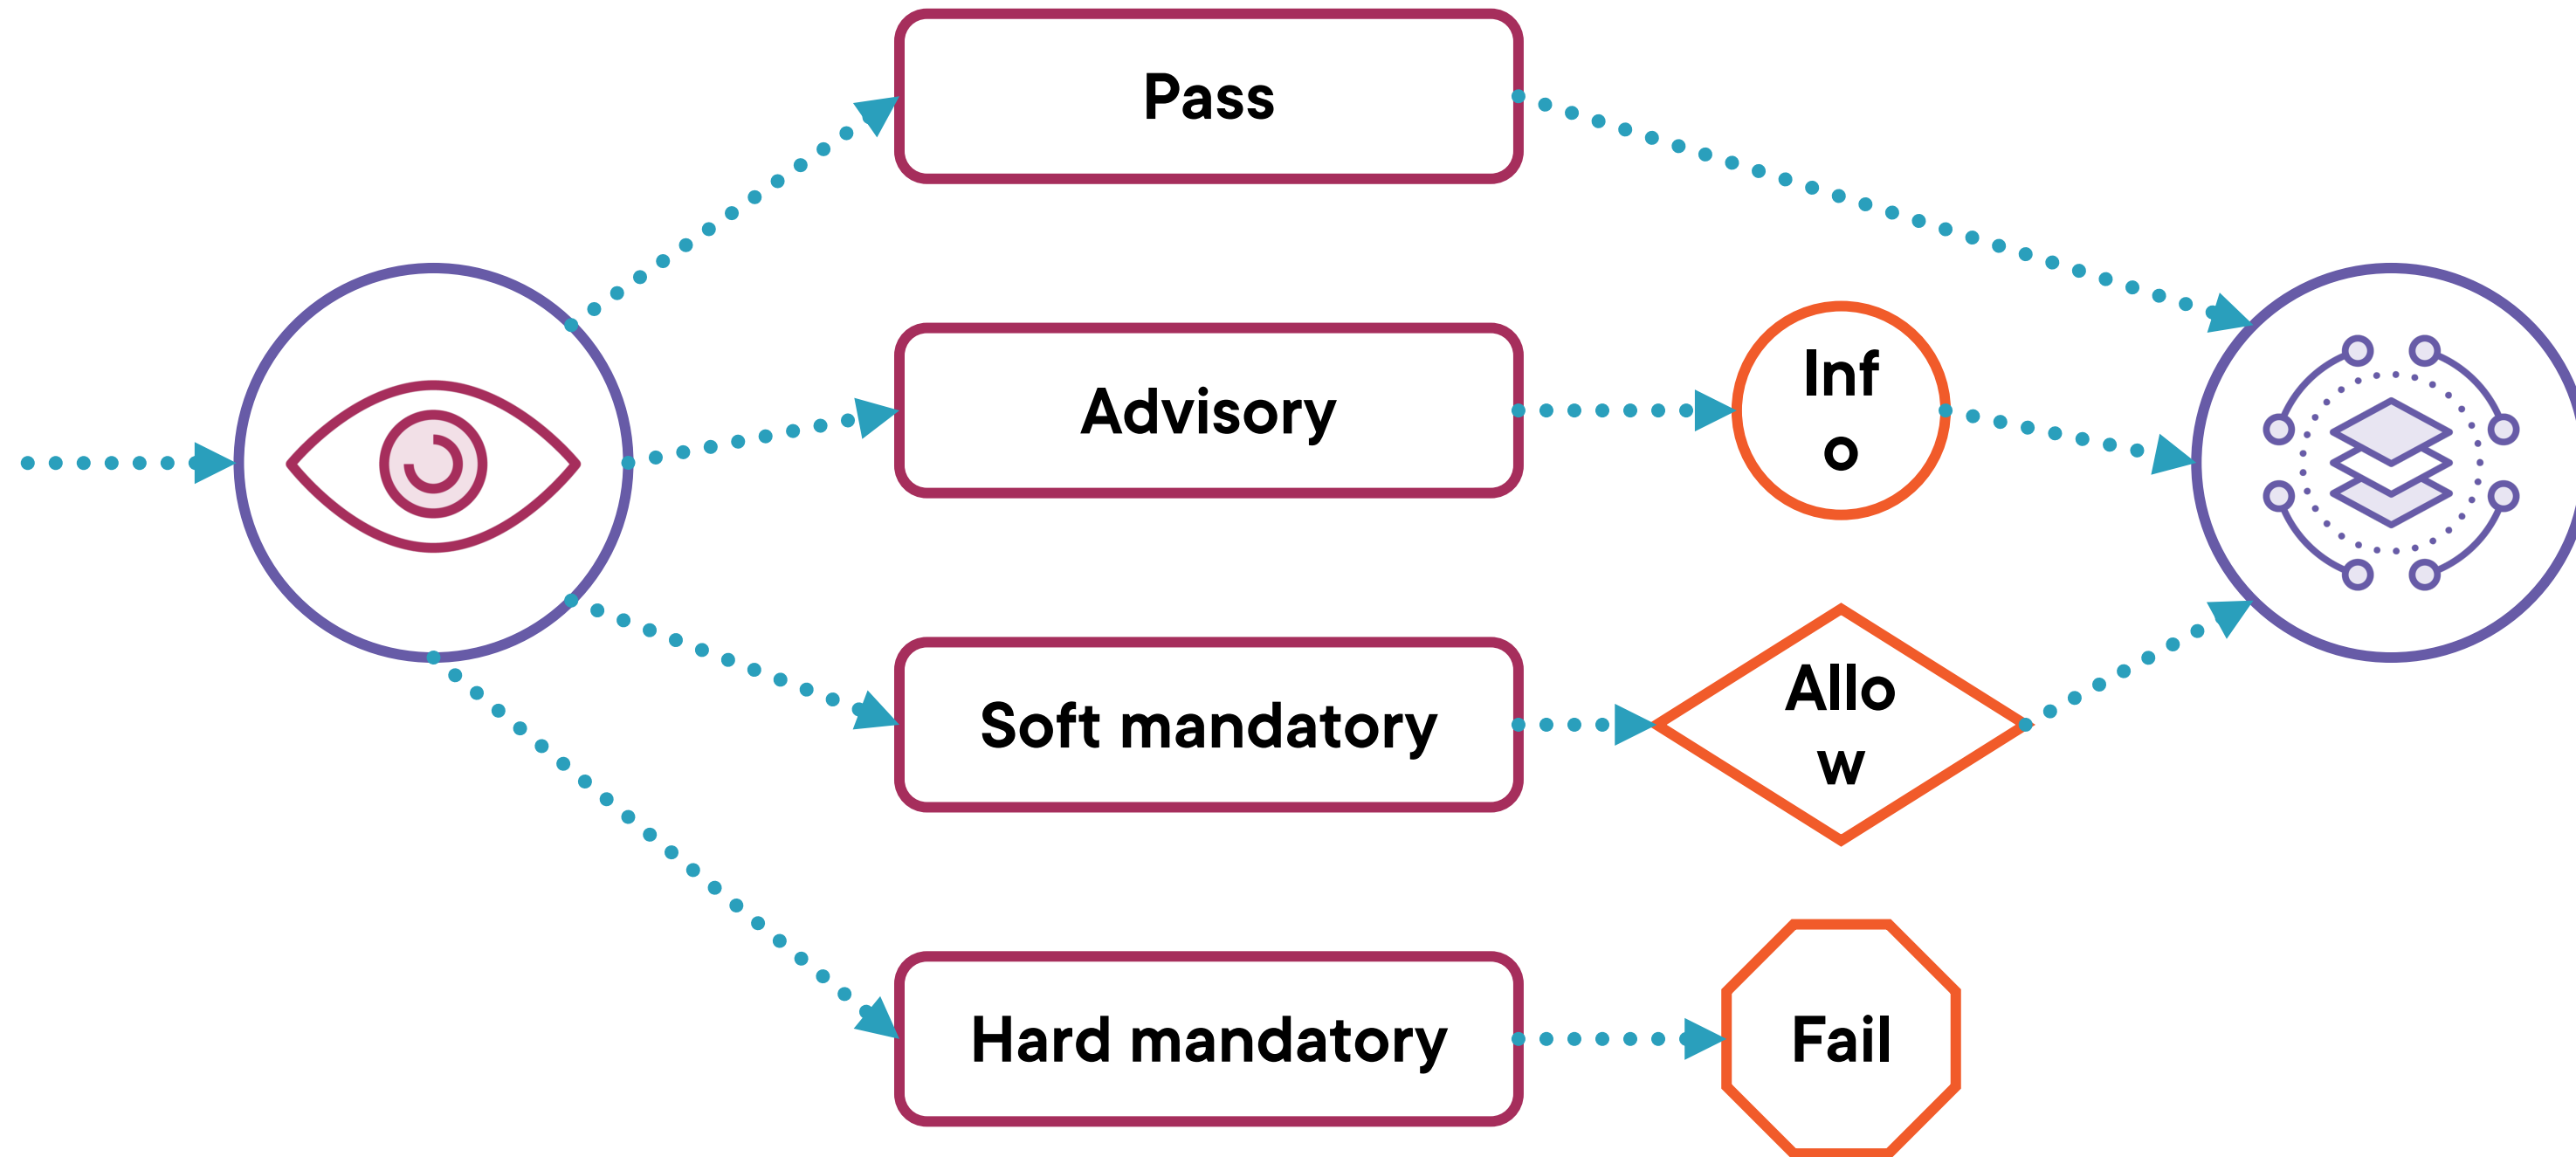 Pass
Advisory
Inf
o
Soft mandatory
Allo
w
Hard mandatory
Fail